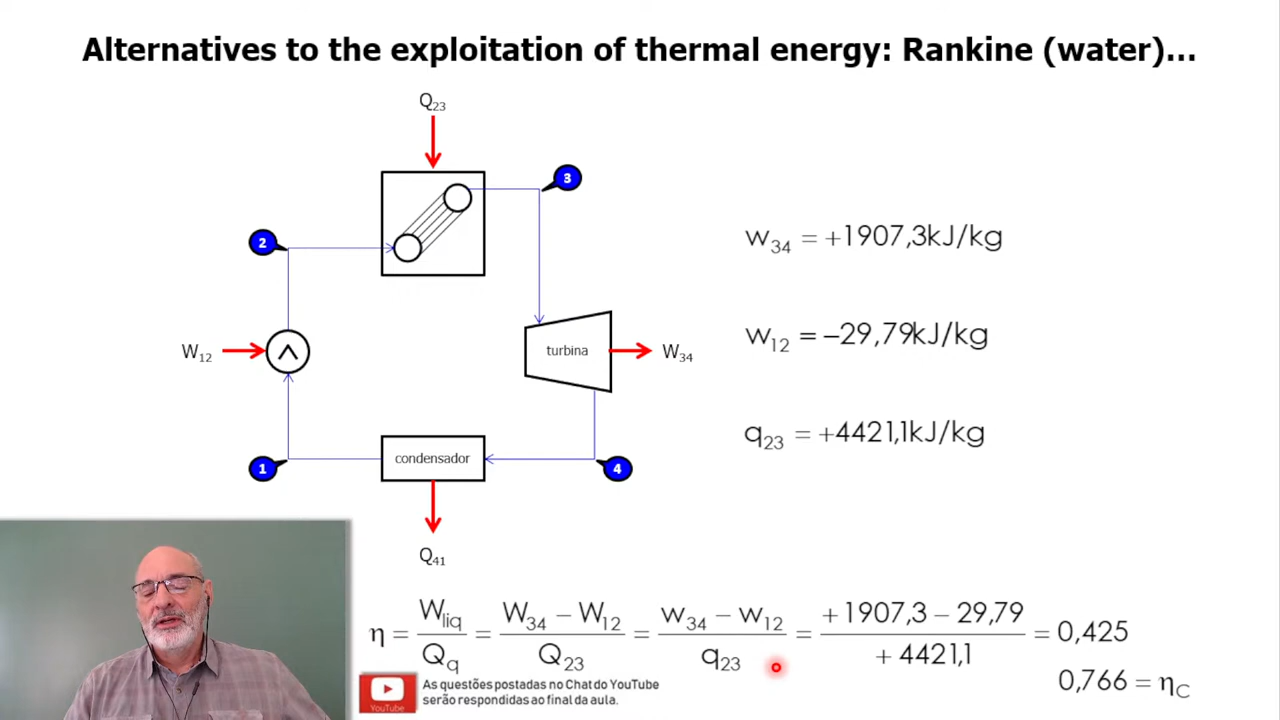 Alternatives to the exploitation of thermal energy: Rankine (water)...
Q23
3
2
w34 = +1907,3kJ/kg
W12
turbina
W34
w12 = –29,79kJ/kg
q23 = +4421,1kJ/kg
1
condensador
4
Q41
η = Wliq/Qq = (W34 – W12)/Q23 = (w34 – w12)/q23 = (+1907,3 – 29,79)/(+4421,1) = 0,425
0,766 = ηC
YouTube
As questões postadas no Chat do YouTube
serão respondidas ao final da aula.